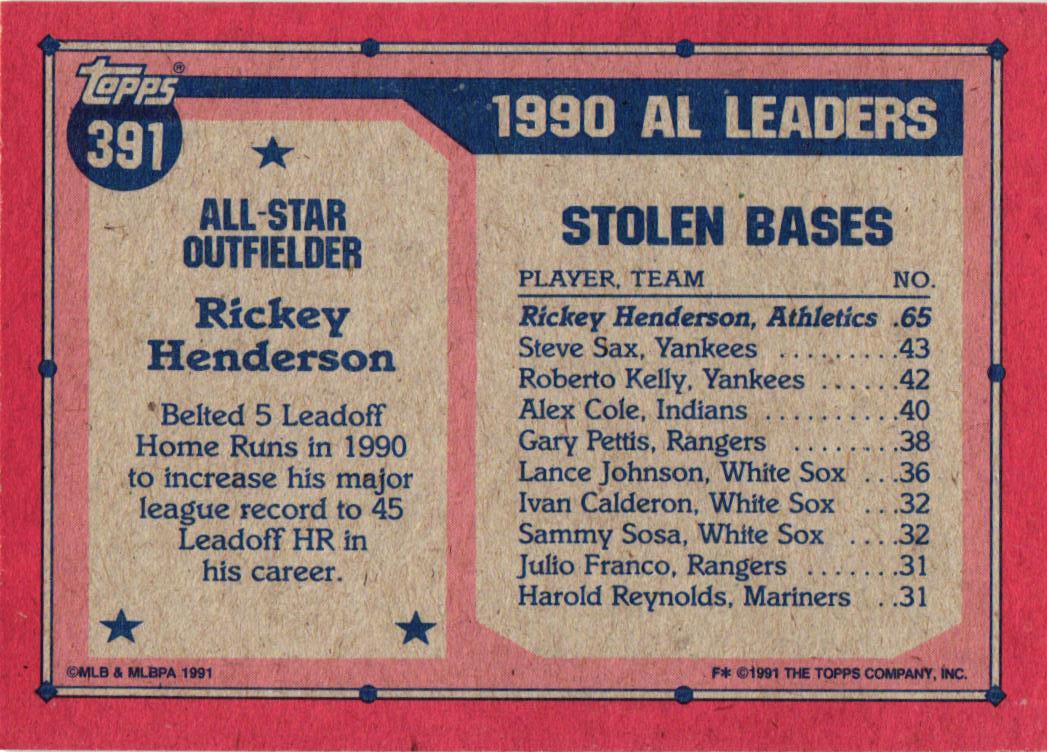 topps®
391
1990 AL LEADERS
ALL-STAR
OUTFIELDER
Rickey
Henderson
Belted 5 Leadoff
Home Runs in 1990
to increase his major
league record to 45
Leadoff HR in
his career.
STOLEN BASES
PLAYER, TEAM NO.
Rickey Henderson, Athletics .65
Steve Sax, Yankees .........43
Roberto Kelly, Yankees ......42
Alex Cole, Indians ..........40
Gary Pettis, Rangers ........38
Lance Johnson, White Sox ...36
Ivan Calderon, White Sox ....32
Sammy Sosa, White Sox ....32
Julio Franco, Rangers .......31
Harold Reynolds, Mariners ..31
©MLB & MLBPA 1991
F* ©1991 THE TOPPS COMPANY, INC.